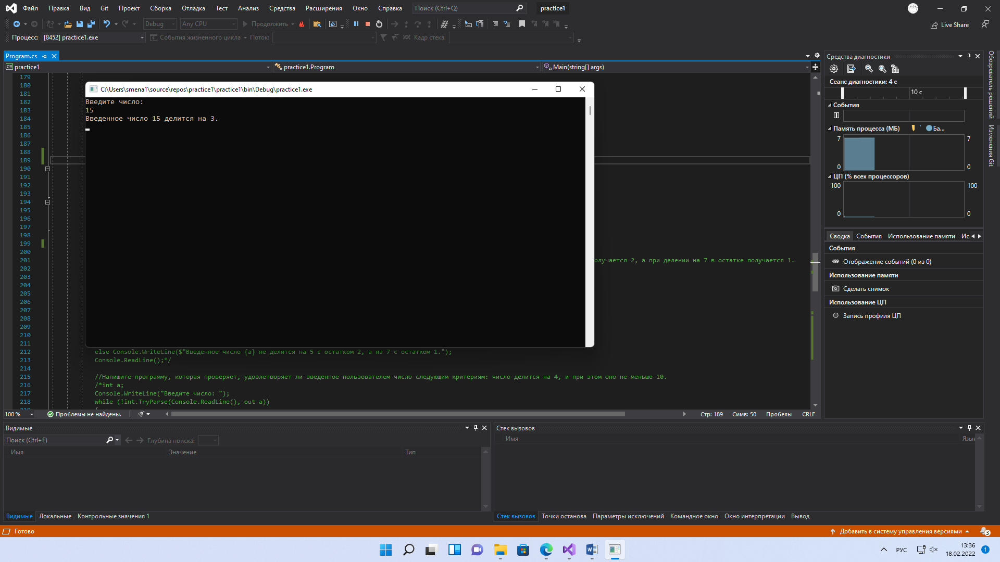 Файл Правка Вид Git Проект Сборка Отладка Тест Анализ Средства Расширения Окно Справка Поиск (Ctrl+Q) practice1
Debug Any CPU Продолжить Live Share
Процесс: [8452] practice1.exe События жизненного цикла Поток: Кадр стека:
Program.cs
C# practice1 practice1.Program Main(string[] args)
179
180
181
182
183
184
185
186
187
188
189
190
191
192
193
194
195
196
197
198
199
200
201
202
203
204
205
206
207
208
209
210
211
212
213
214
215
216
217
218
C:\Users\smena1\source\repos\practice1\practice1\bin\Debug\practice1.exe
Введите число:
15
Введенное число 15 делится на 3.
олучается 2, а при делении на 7 в остатке получается 1.
else Console.WriteLine($"Введенное число {a} не делится на 5 с остатком 2, а на 7 с остатком 1.");
Console.ReadLine();*/
//Напишите программу, которая проверяет, удовлетворяет ли введенное пользователем число следующим критериям: число делится на 4, и при этом оно не меньше 10.
/*int a;
Console.WriteLine("Введите число: ");
while (!int.TryParse(Console.ReadLine(), out a))
100 % Проблемы не найдены. Стр: 189 Симв: 50 Пробелы CRLF
Средства диагностики
Сеанс диагностики: 4 с
10 с
События
Память процесса (МБ) Ба...
7 7
0 0
ЦП (% всех процессоров)
100 100
0 0
Сводка События Использование памяти Ис
События
Отображение событий (0 из 0)
Использование памяти
Сделать снимок
Использование ЦП
Запись профиля ЦП
Обозреватель решений
Изменения Git
Видимые
Поиск (Ctrl+E) Глубина поиска:
Имя Значение Тип
Видимые Локальные Контрольные значения 1
Стек вызовов
Имя Язык
Стек вызовов Точки останова Параметры исключений Командное окно Окно интерпретации Вывод
Готово Добавить в систему управления версиями 3
РУС 13:36 1
18.02.2022